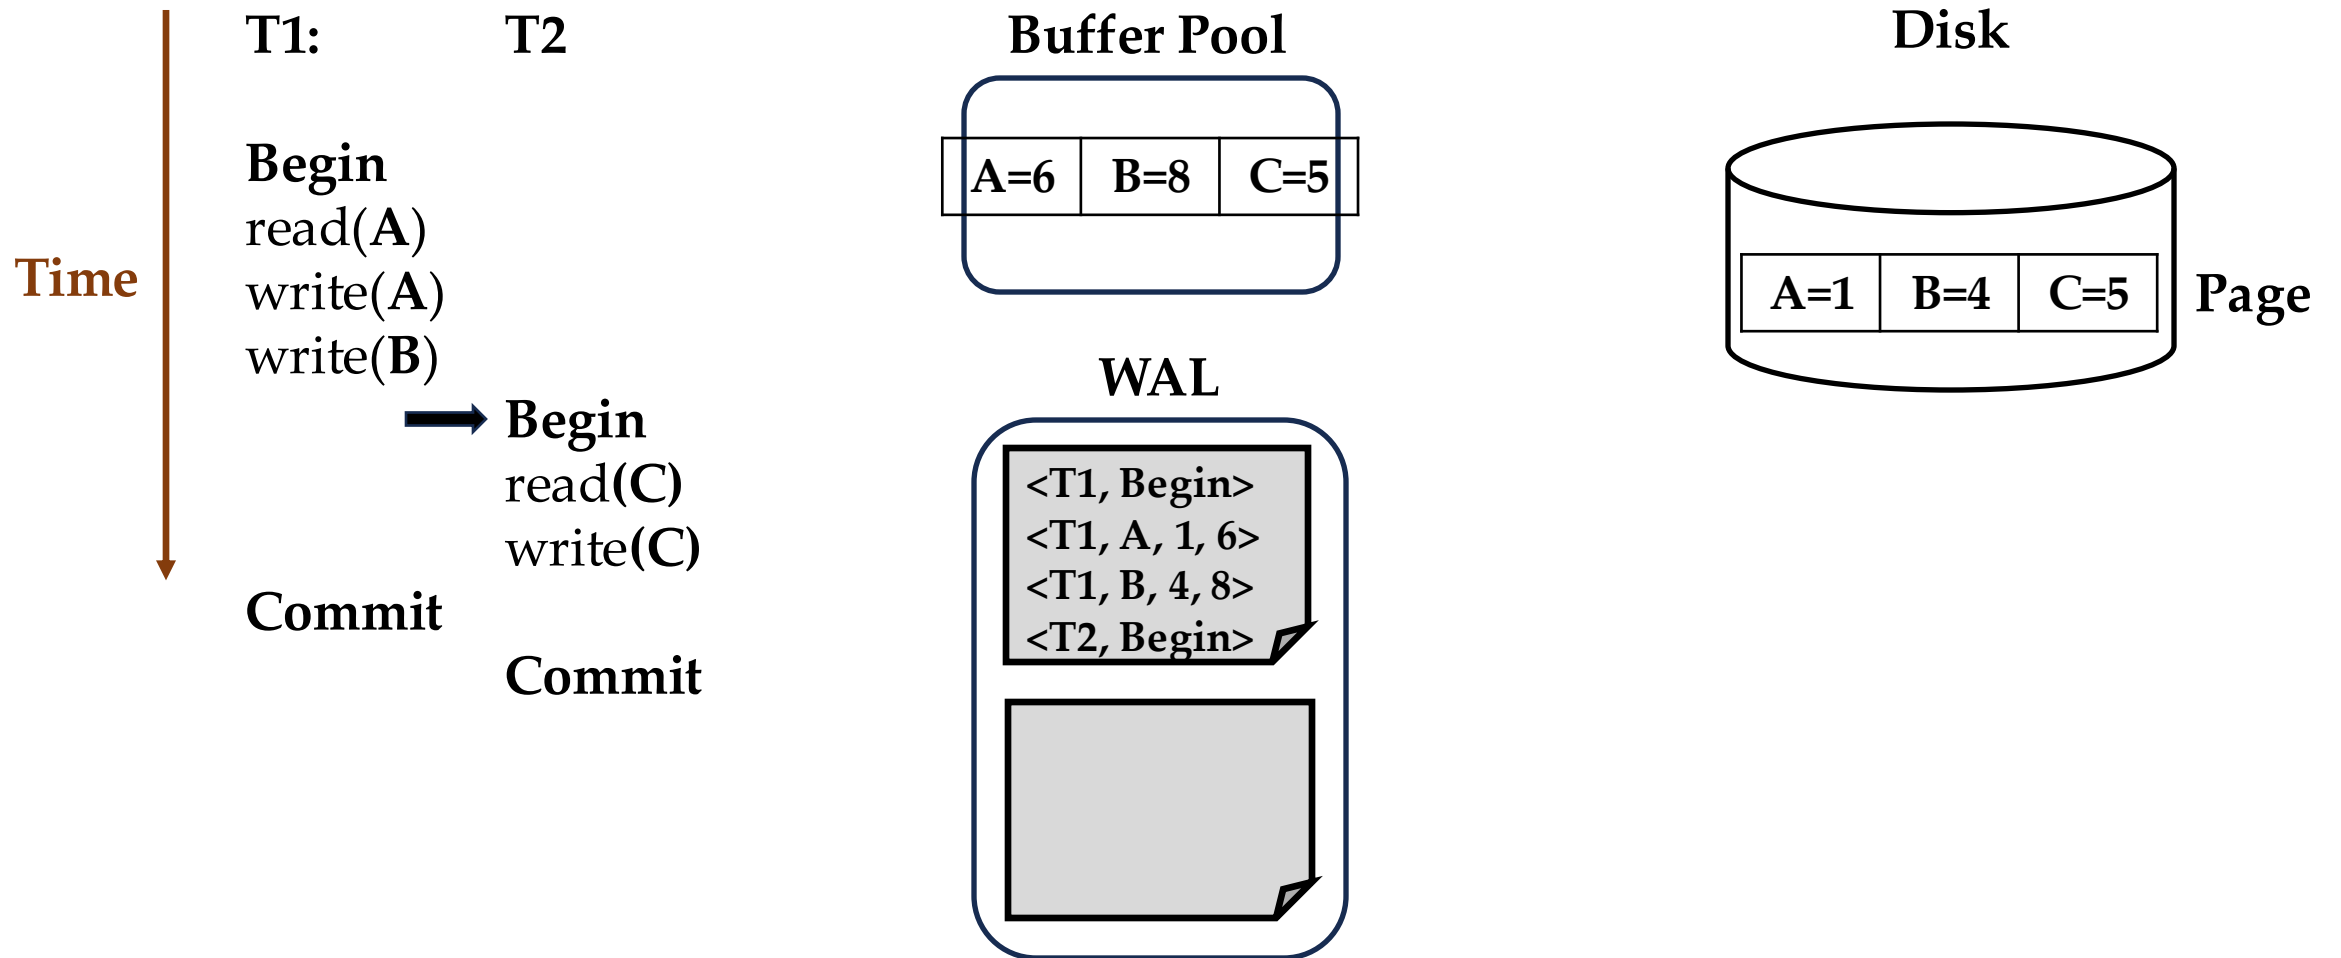 T1: T2
Begin
read(A)
write(A)
write(B)
Begin
read(C)
write(C)
Commit
Commit
Time
Buffer Pool
A=6 B=8 C=5
WAL
<T1, Begin>
<T1, A, 1, 6>
<T1, B, 4, 8>
<T2, Begin>
Disk
A=1 B=4 C=5
Page